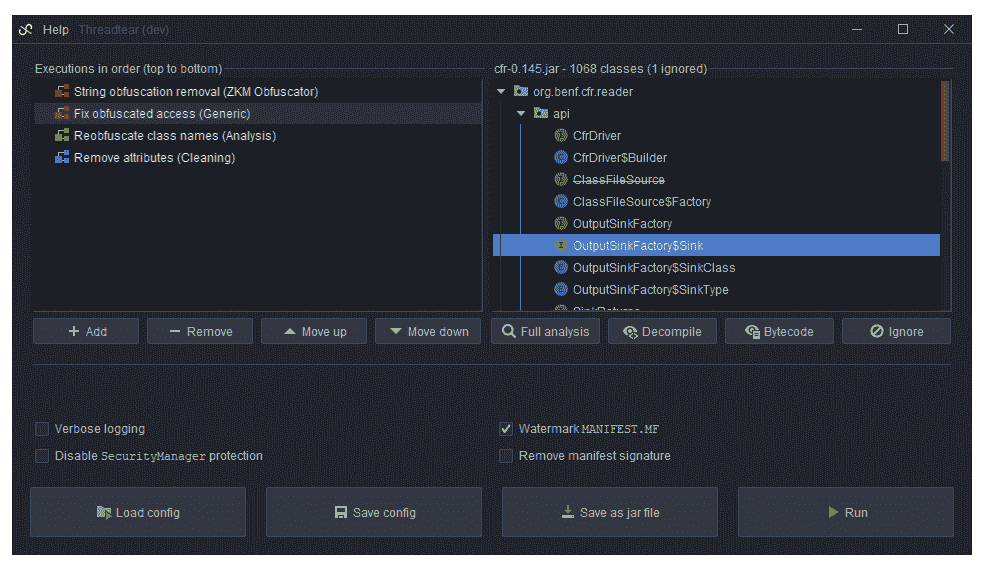 Help Threadtear (dev)
Executions in order (top to bottom)
String obfuscation removal (ZKM Obfuscator)
Fix obfuscated access (Generic)
Reobfuscate class names (Analysis)
Remove attributes (Cleaning)
cfr-0.145.jar - 1068 classes (1 ignored)
org.benf.cfr.reader
api
CfrDriver
CfrDriver$Builder
ClassFileSource
ClassFileSource$Factory
OutputSinkFactory
OutputSinkFactory$Sink
OutputSinkFactory$SinkClass
OutputSinkFactory$SinkType
SinkReturns
Add Remove Move up Move down Full analysis Decompile Bytecode Ignore
Verbose logging
Watermark MANIFEST.MF
Disable SecurityManager protection
Remove manifest signature
Load config Save config Save as jar file Run